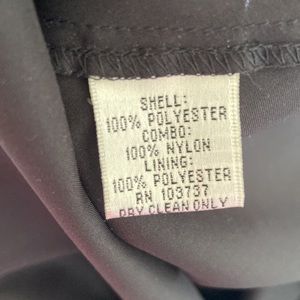 SHELL:
100% POLYESTER
COMBO:
100% NYLON
LINING:
100% POLYESTER
RN 103737
DRY CLEAN ONLY